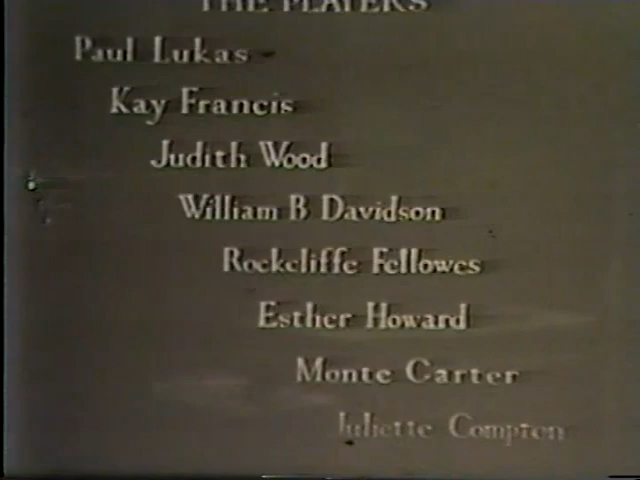 THE PLAYERS
Paul Lukas
Kay Francis
Judith Wood
William B Davidson
Rockcliffe Fellowes
Esther Howard
Monte Carter
Juliette Compton